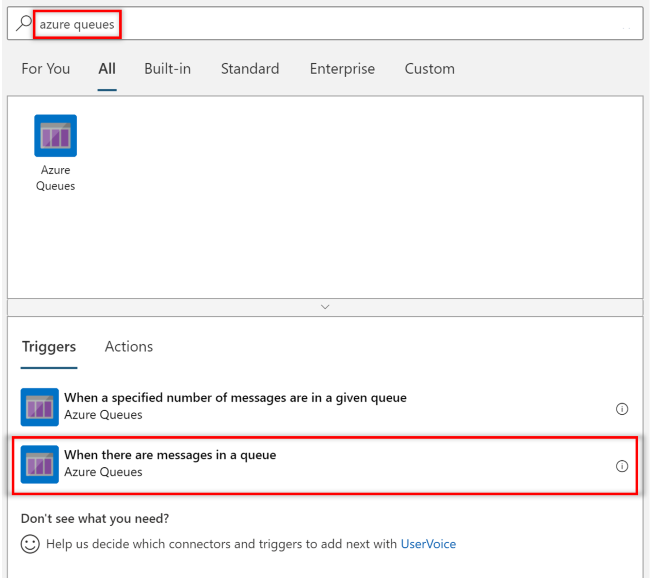 azure queues
For You All Built-in Standard Enterprise Custom
Azure
Queues
Triggers Actions
When a specified number of messages are in a given queue
Azure Queues
When there are messages in a queue
Azure Queues
Don't see what you need?
Help us decide which connectors and triggers to add next with UserVoice